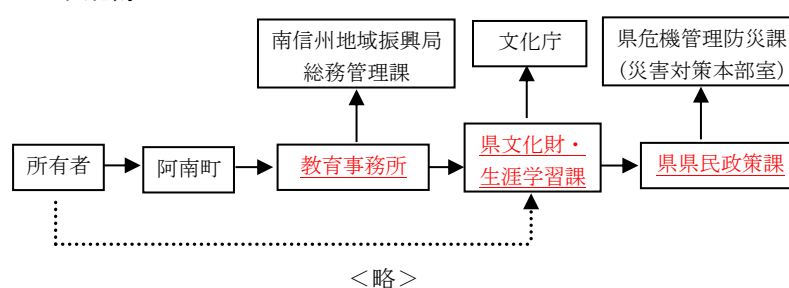 南信州地域振興局
総務管理課
文化庁
県危機管理防災課
(災害対策本部室)
所有者
阿南町
教育事務所
県文化財・
生涯学習課
県県民政策課
<略>